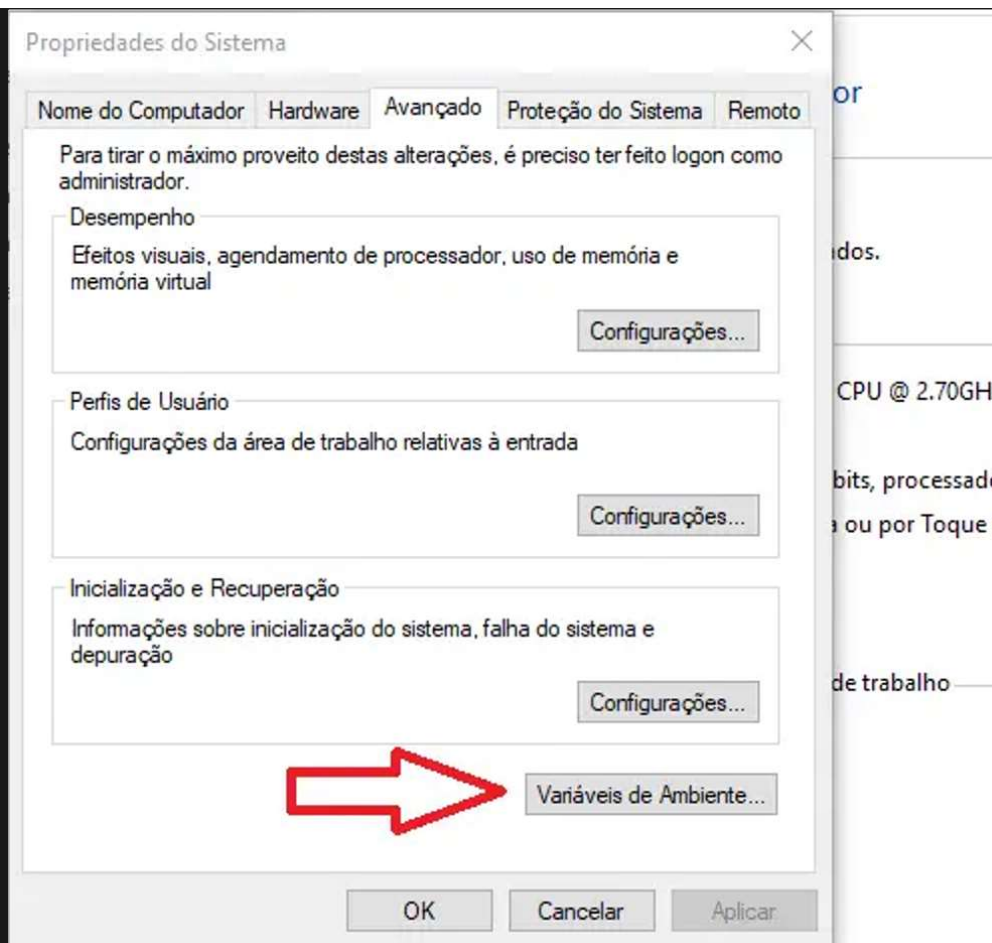 Propriedades do Sistema
Nome do Computador Hardware Avançado Proteção do Sistema Remoto
Para tirar o máximo proveito destas alterações, é preciso ter feito logon como
administrador.
Desempenho
Efeitos visuais, agendamento de processador, uso de memória e
memória virtual
Configurações...
Perfis de Usuário
Configurações da área de trabalho relativas à entrada
Configurações...
Inicialização e Recuperação
Informações sobre inicialização do sistema, falha do sistema e
depuração
Configurações...
Variáveis de Ambiente...
OK Cancelar Aplicar
or
dos.
CPU @ 2.70GH
bits, processad
a ou por Toque
de trabalho